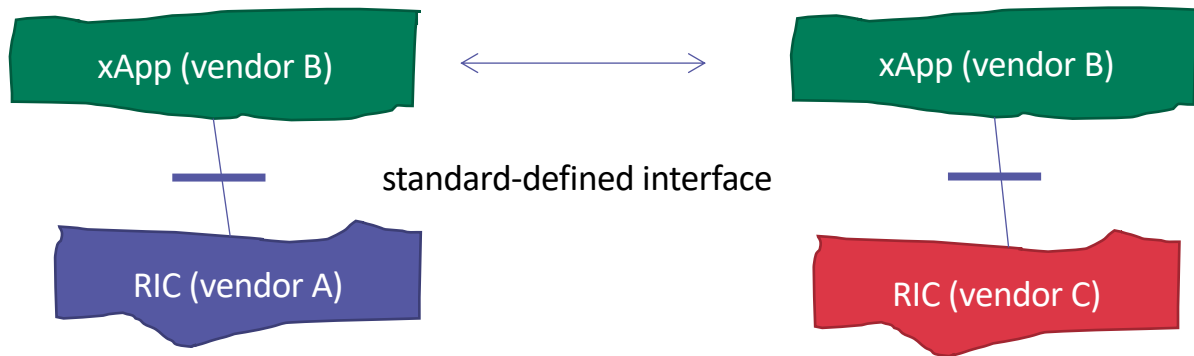 xApp (vendor B)
xApp (vendor B)
standard-defined interface
RIC (vendor A)
RIC (vendor C)